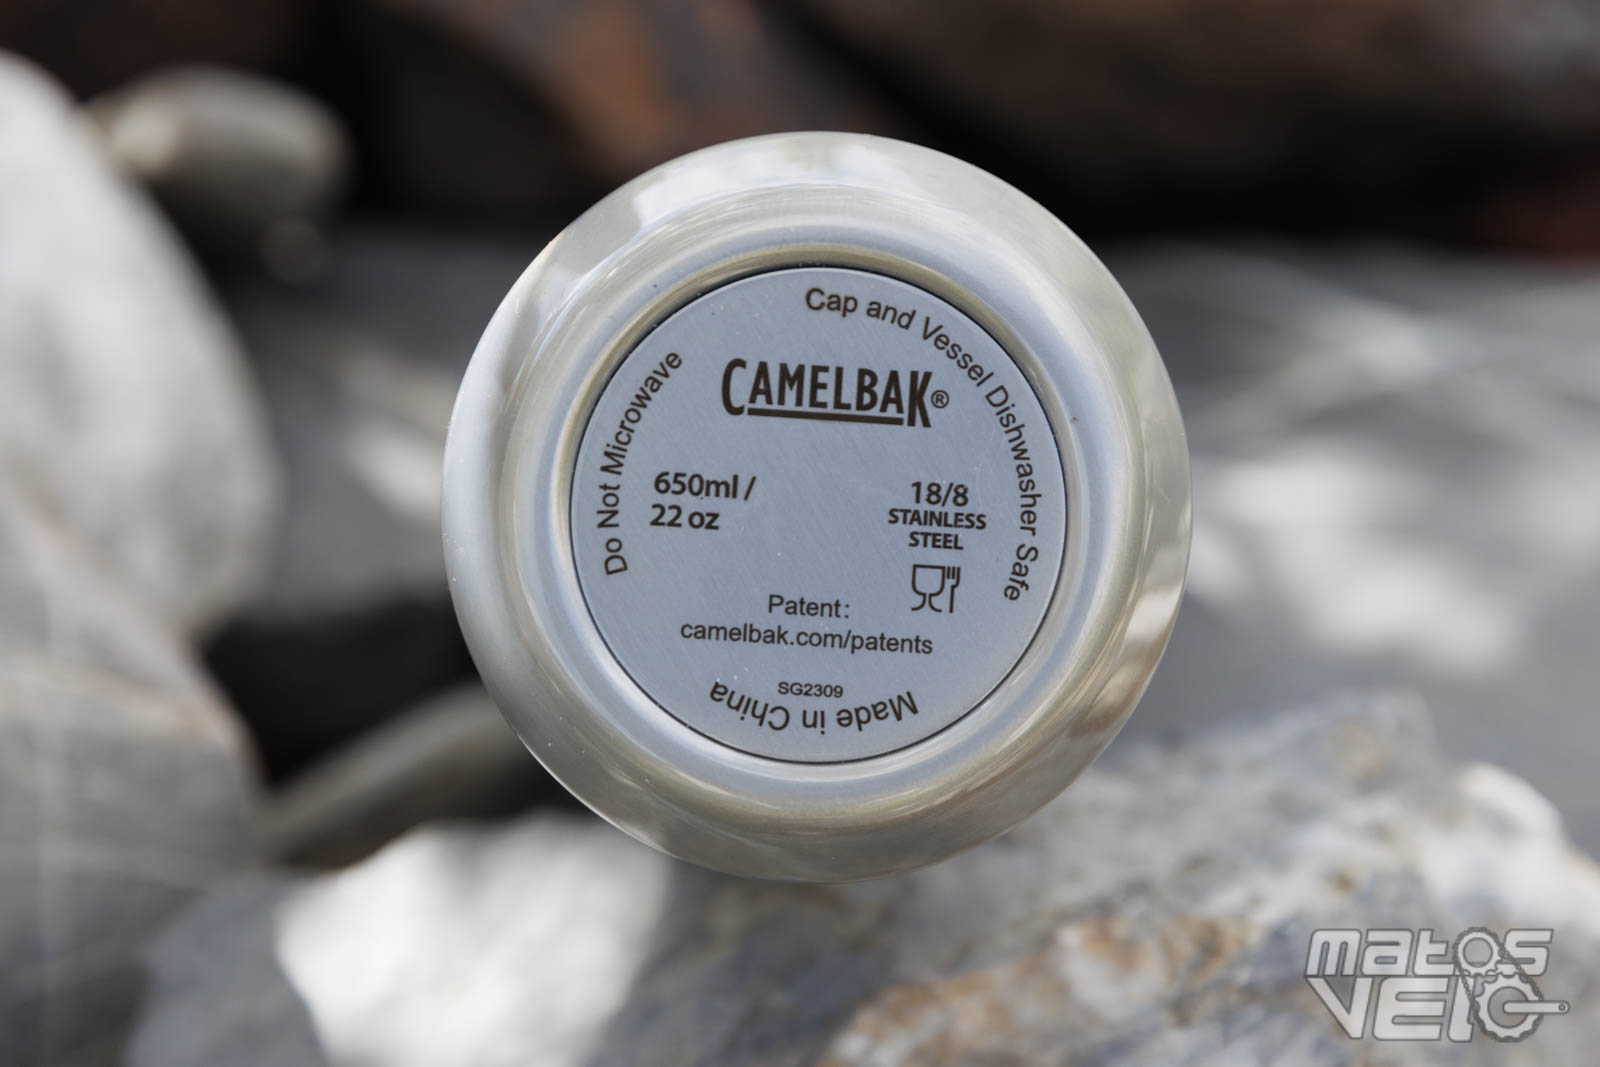 Cap and Vessel Dishwasher Safe
Do Not Microwave
CAMELBAK®
650ml /
22 oz
18/8
STAINLESS
STEEL
Patent:
camelbak.com/patents
SG2309
Made in China
MATOS
VELO